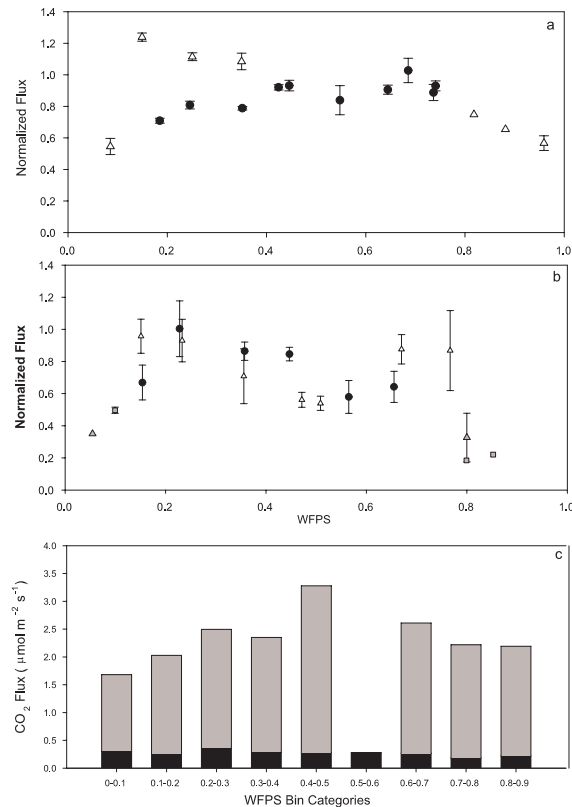 a
1.4
1.2
1.0
0.8
0.6
0.4
0.2
0.0
Normalized Flux
0.0 0.2 0.4 0.6 0.8 1.0
b
1.4
1.2
1.0
0.8
0.6
0.4
0.2
0.0
Normalized Flux
0.0 0.2 0.4 0.6 0.8 1.0
WFPS
c
4.0
3.5
3.0
2.5
2.0
1.5
1.0
0.5
0.0
CO2 Flux ( μmol m -2 s-1)
0-0.1 0.1-0.2 0.2-0.3 0.3-0.4 0.4-0.5 0.5-0.6 0.6-0.7 0.7-0.8 0.8-0.9
WFPS Bin Categories